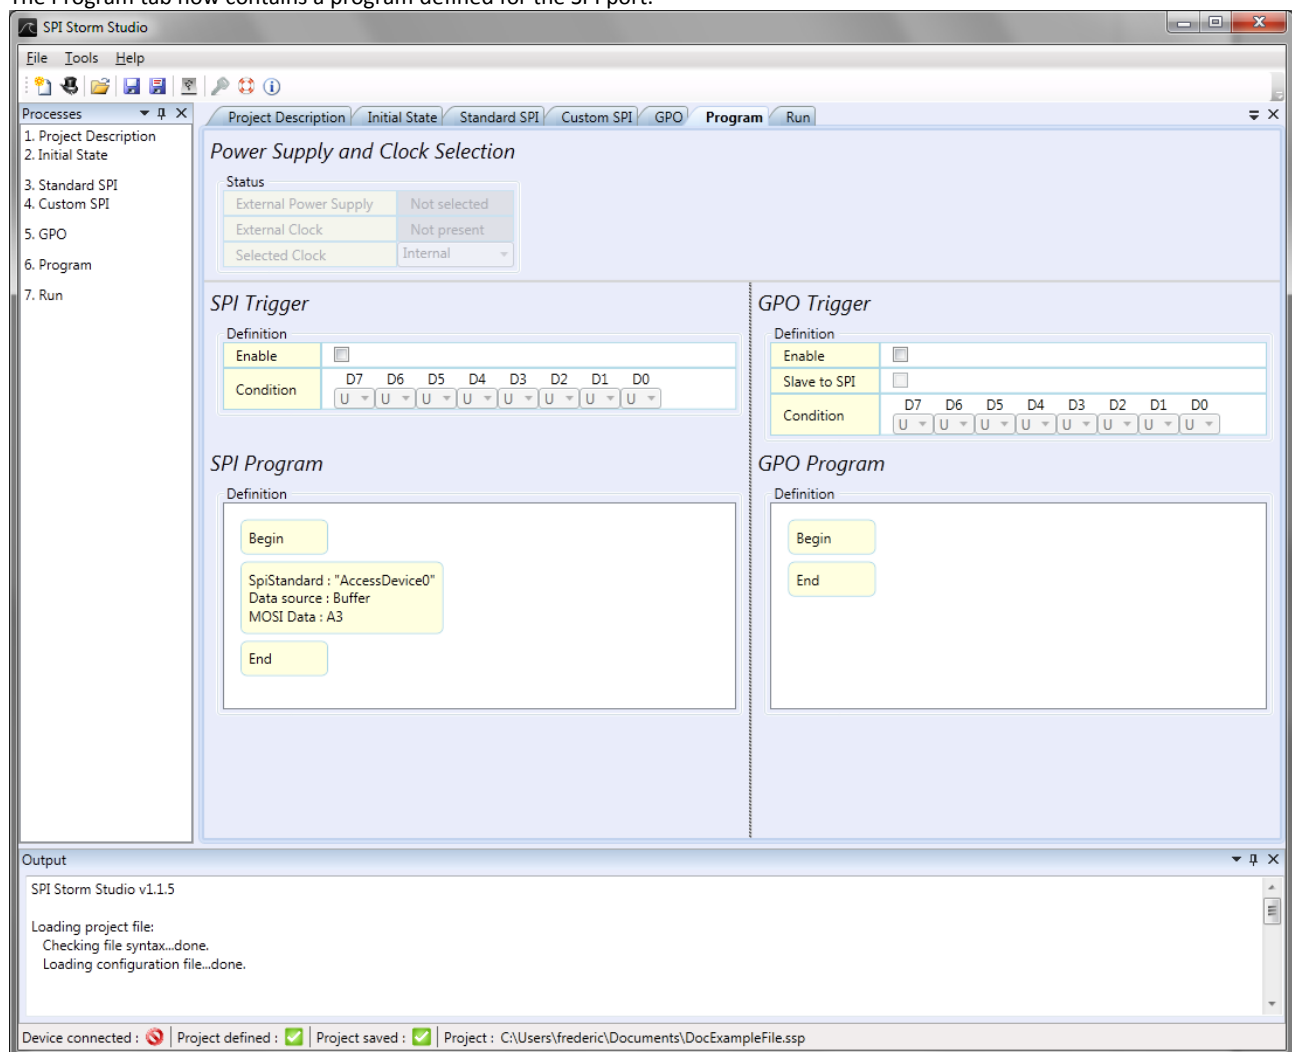 The Program tab now contains a program defined for the SPI port.
SPI Storm Studio
File Tools Help
Processes
1. Project Description
2. Initial State
3. Standard SPI
4. Custom SPI
5. GPO
6. Program
7. Run
Project Description Initial State Standard SPI Custom SPI GPO Program Run
Power Supply and Clock Selection
Status
External Power Supply Not selected
External Clock Not present
Selected Clock Internal
SPI Trigger
Definition
Enable
D7 D6 D5 D4 D3 D2 D1 D0
Condition
U U U U U U U U
SPI Program
Definition
Begin
SpiStandard : "AccessDevice0"
Data source : Buffer
MOSI Data : A3
End
GPO Trigger
Definition
Enable
Slave to SPI
D7 D6 D5 D4 D3 D2 D1 D0
Condition
U U U U U U U U
GPO Program
Definition
Begin
End
Output
SPI Storm Studio v1.1.5
Loading project file:
Checking file syntax...done.
Loading configuration file...done.
Device connected : Project defined : Project saved : Project : C:\Users\frederic\Documents\DocExampleFile.ssp